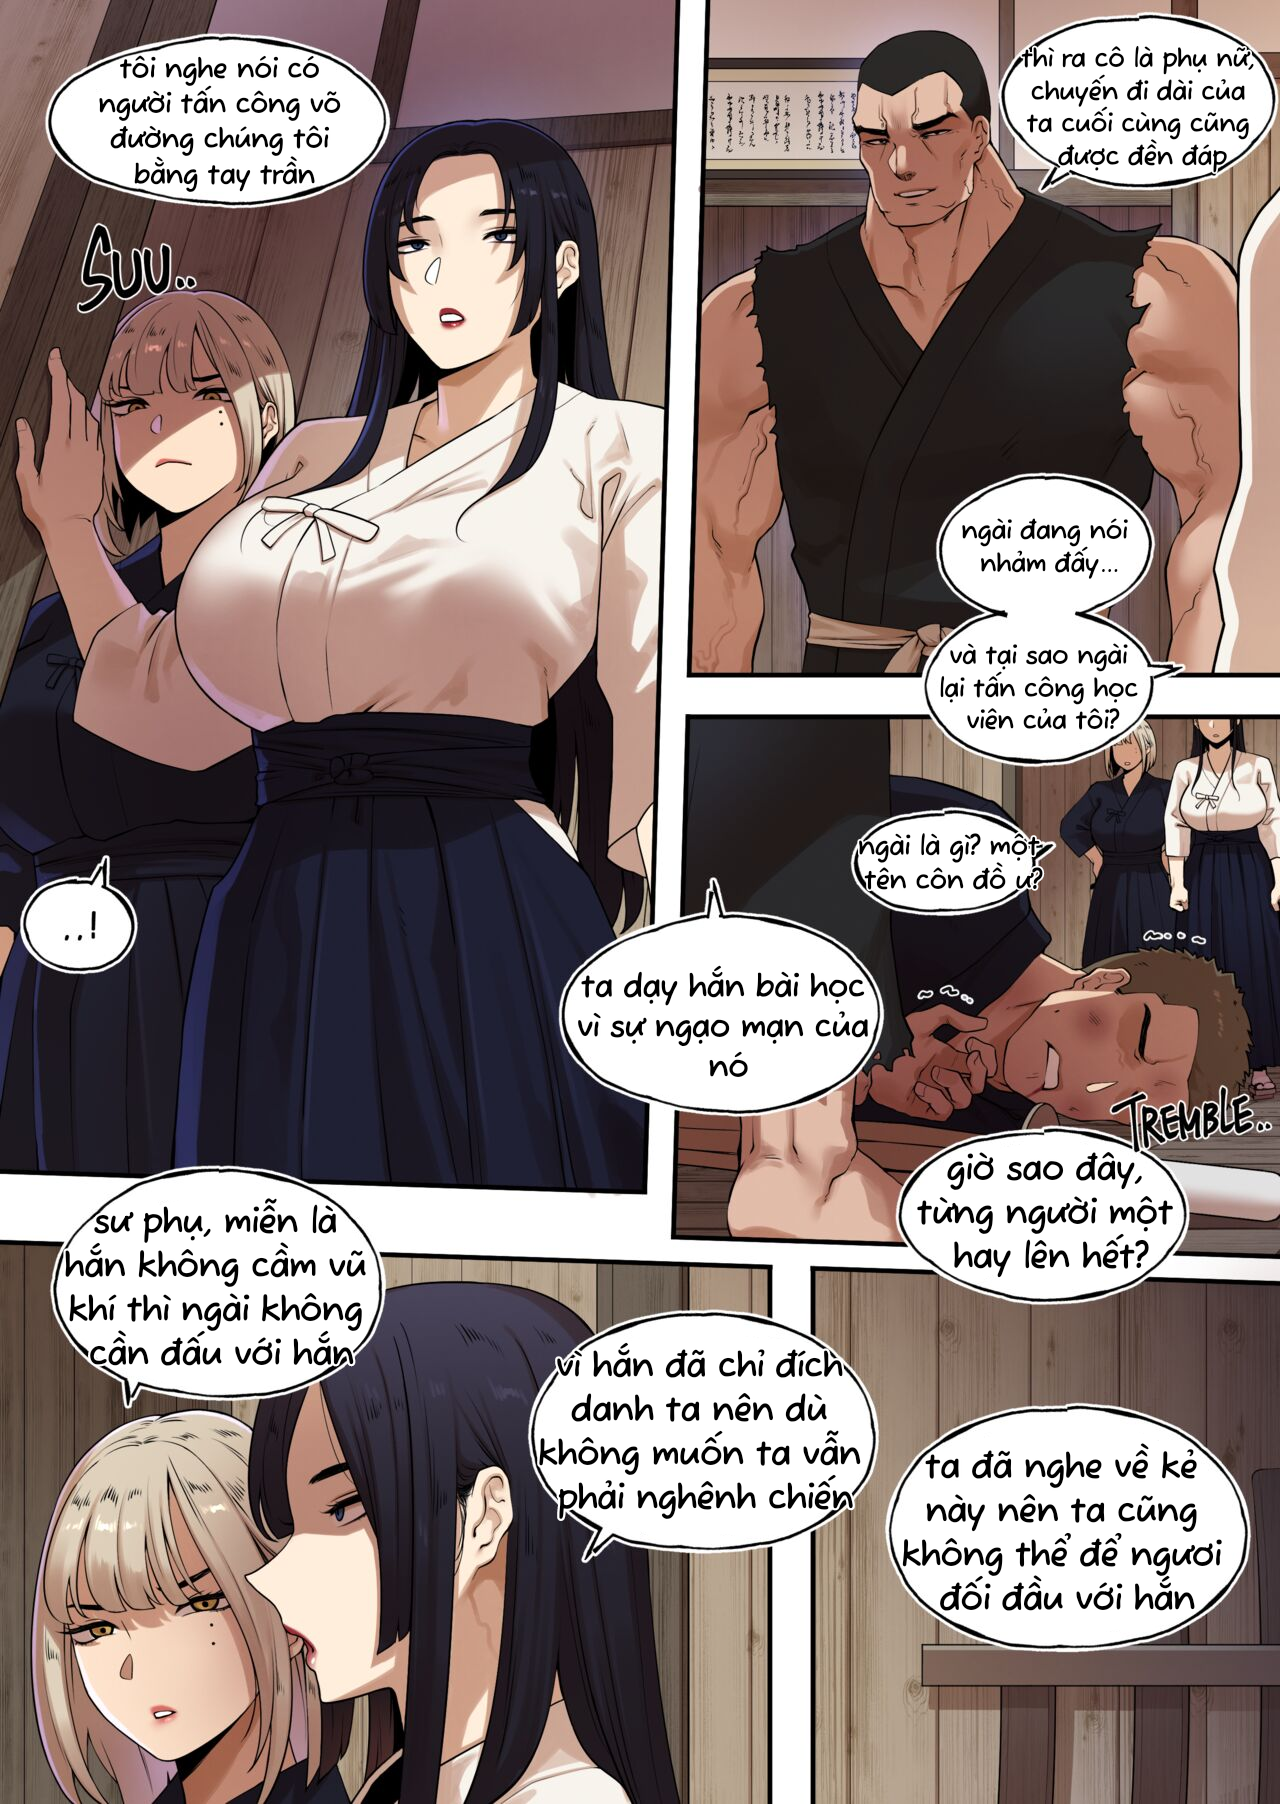 tôi nghe nói có
người tấn công võ
đường chúng tôi
bằng tay trần
SUU..
..!
thì ra cô là phụ nữ,
chuyến đi dài của
ta cuối cùng cũng
được đền đáp
ngài đang nói
nhảm đấy...
và tại sao ngài
lại tấn công học
viên của tôi?
ngài là gì? một
tên côn đồ ư?
ta dạy hắn bài học
vì sự ngạo mạn của
nó
TREMBLE..
giờ sao đây,
từng người một
hay lên hết?
sư phụ, miễn là
hắn không cầm vũ
khí thì ngài không
cần đấu với hắn
vì hắn đã chỉ đích
danh ta nên dù
không muốn ta vẫn
phải nghênh chiến
ta đã nghe về kẻ
này nên ta cũng
không thể để ngươi
đối đầu với hắn